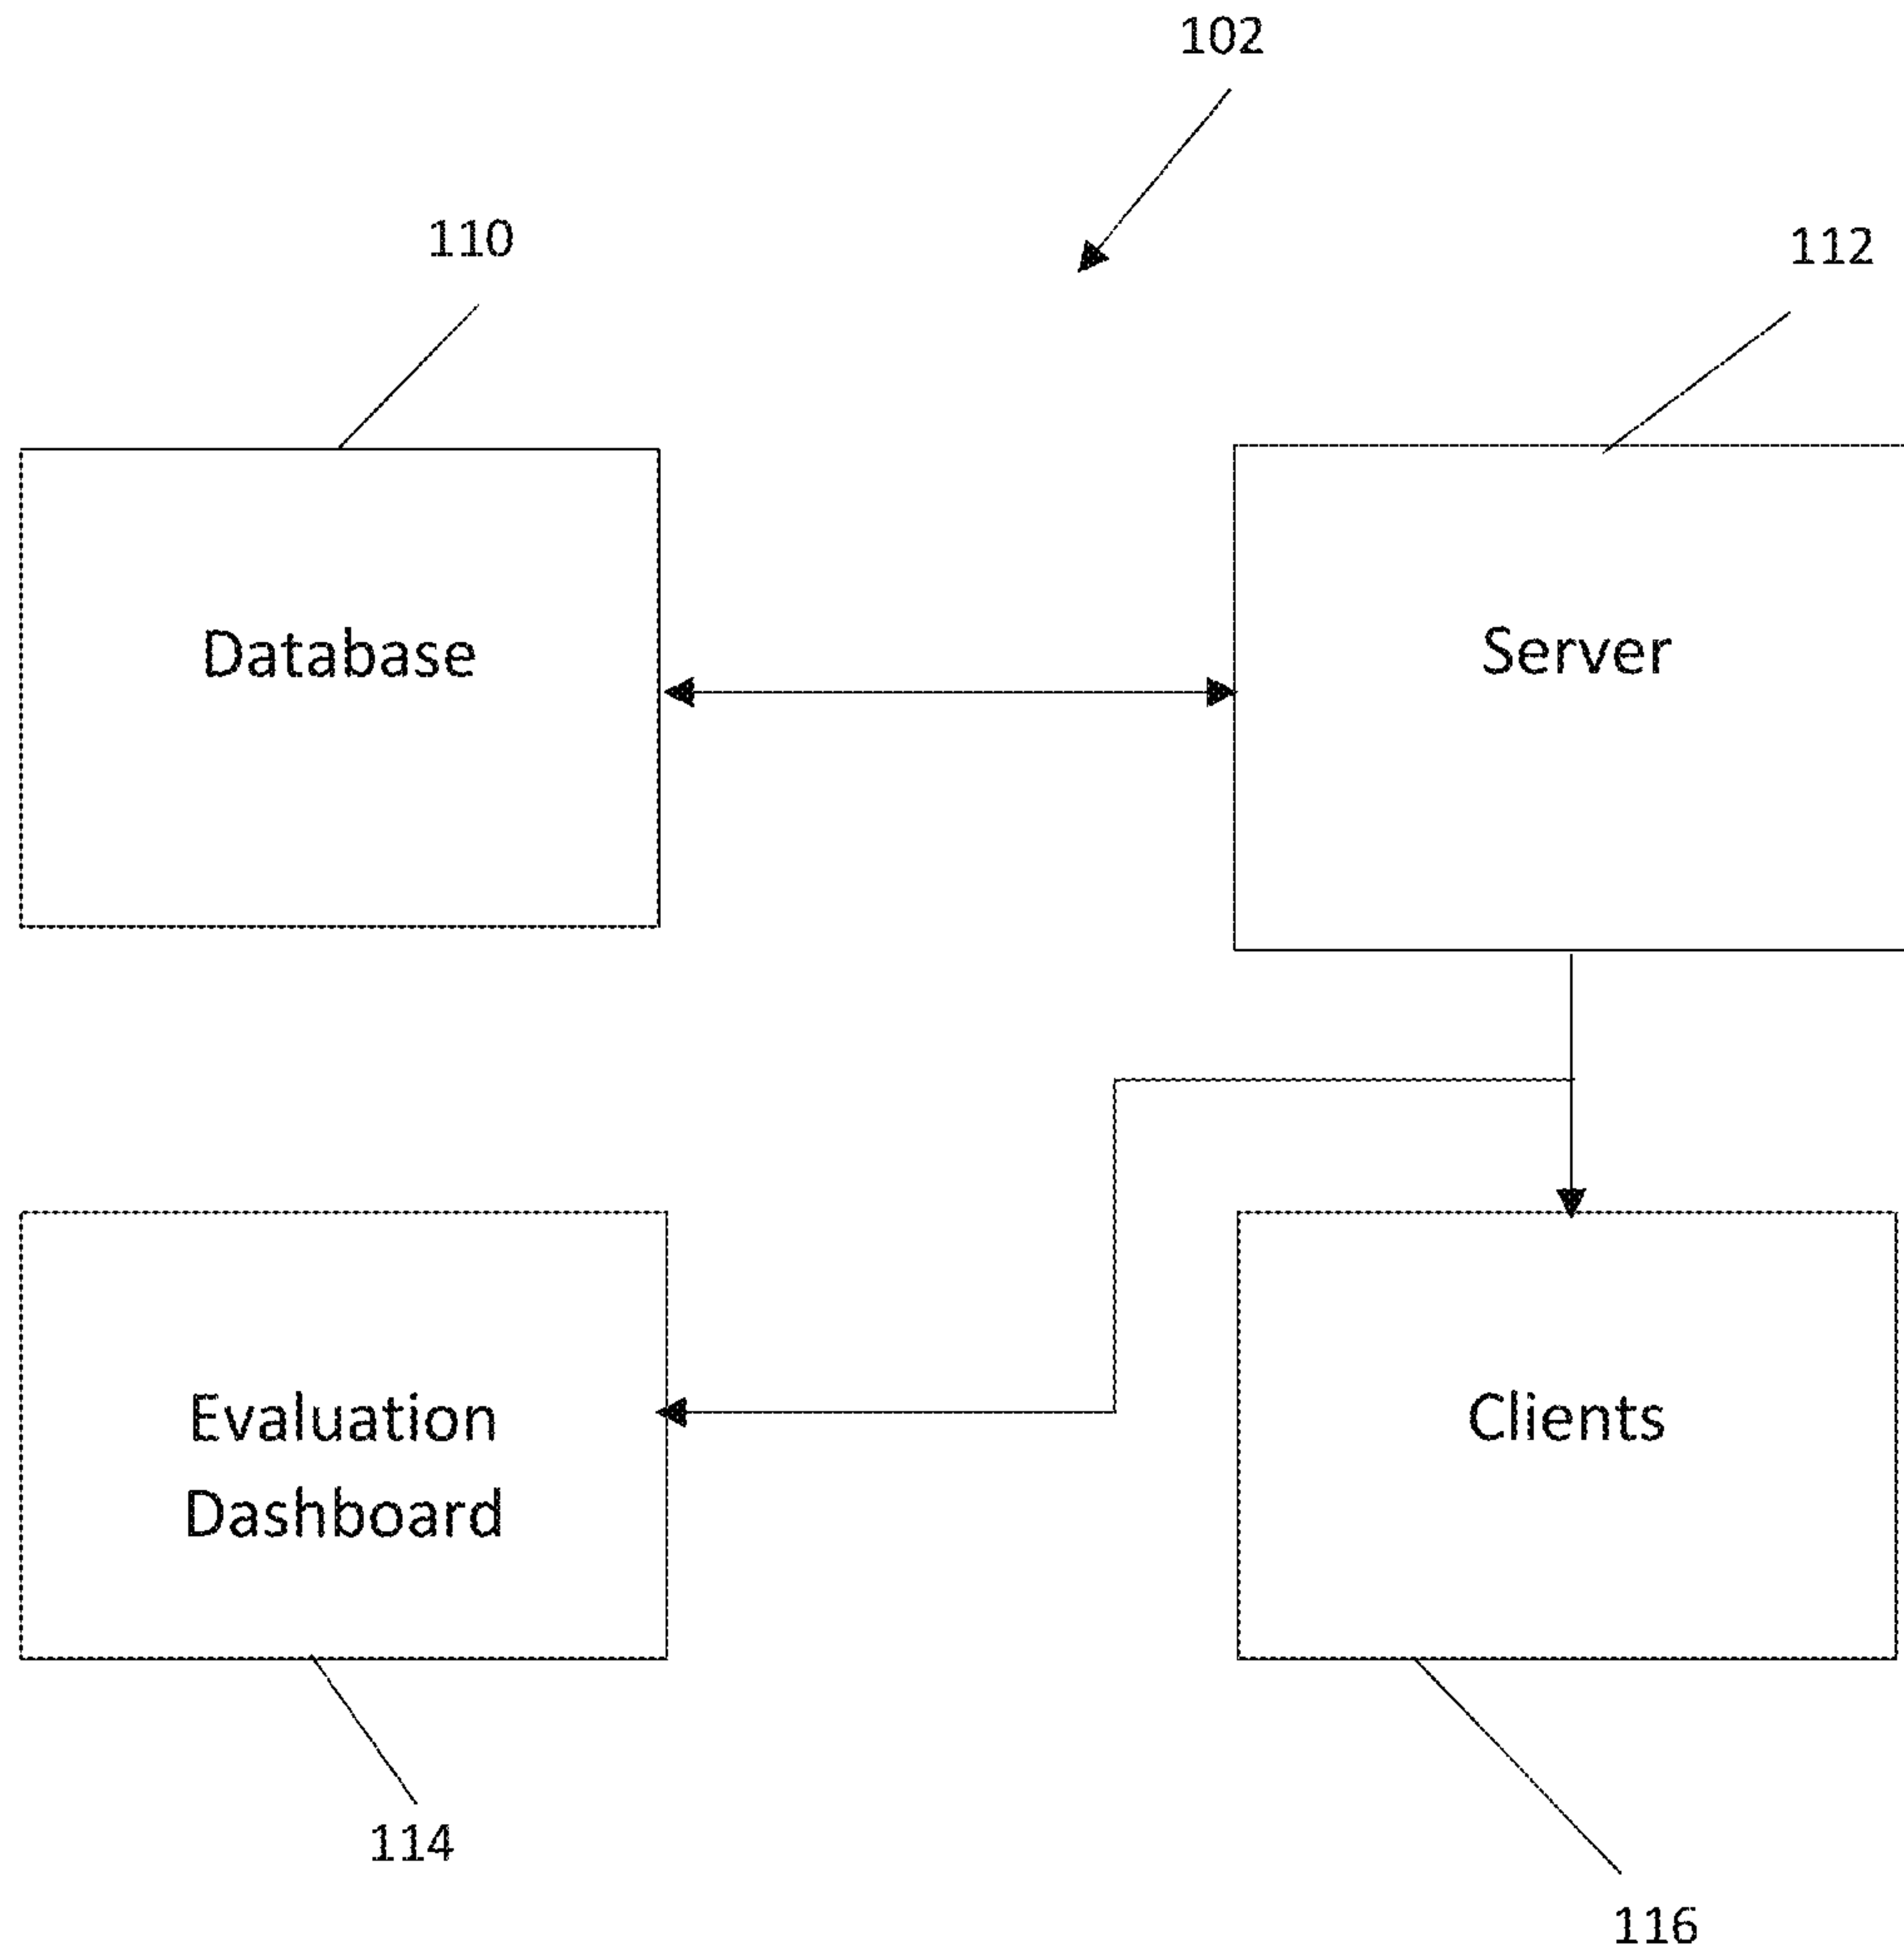 102
110
112
Database
Server
Evaluation
Dashboard
Clients
114
116